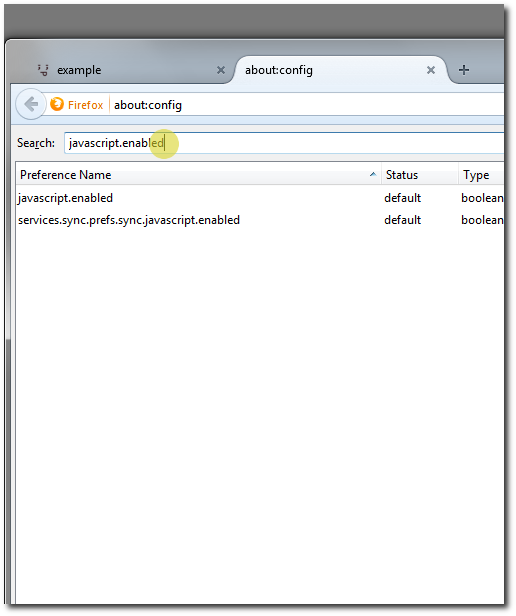 example
about:config
Firefox about:config
Search: javascript.enabled
Preference Name Status Type
javascript.enabled default boolean
services.sync.prefs.sync.javascript.enabled default boolean